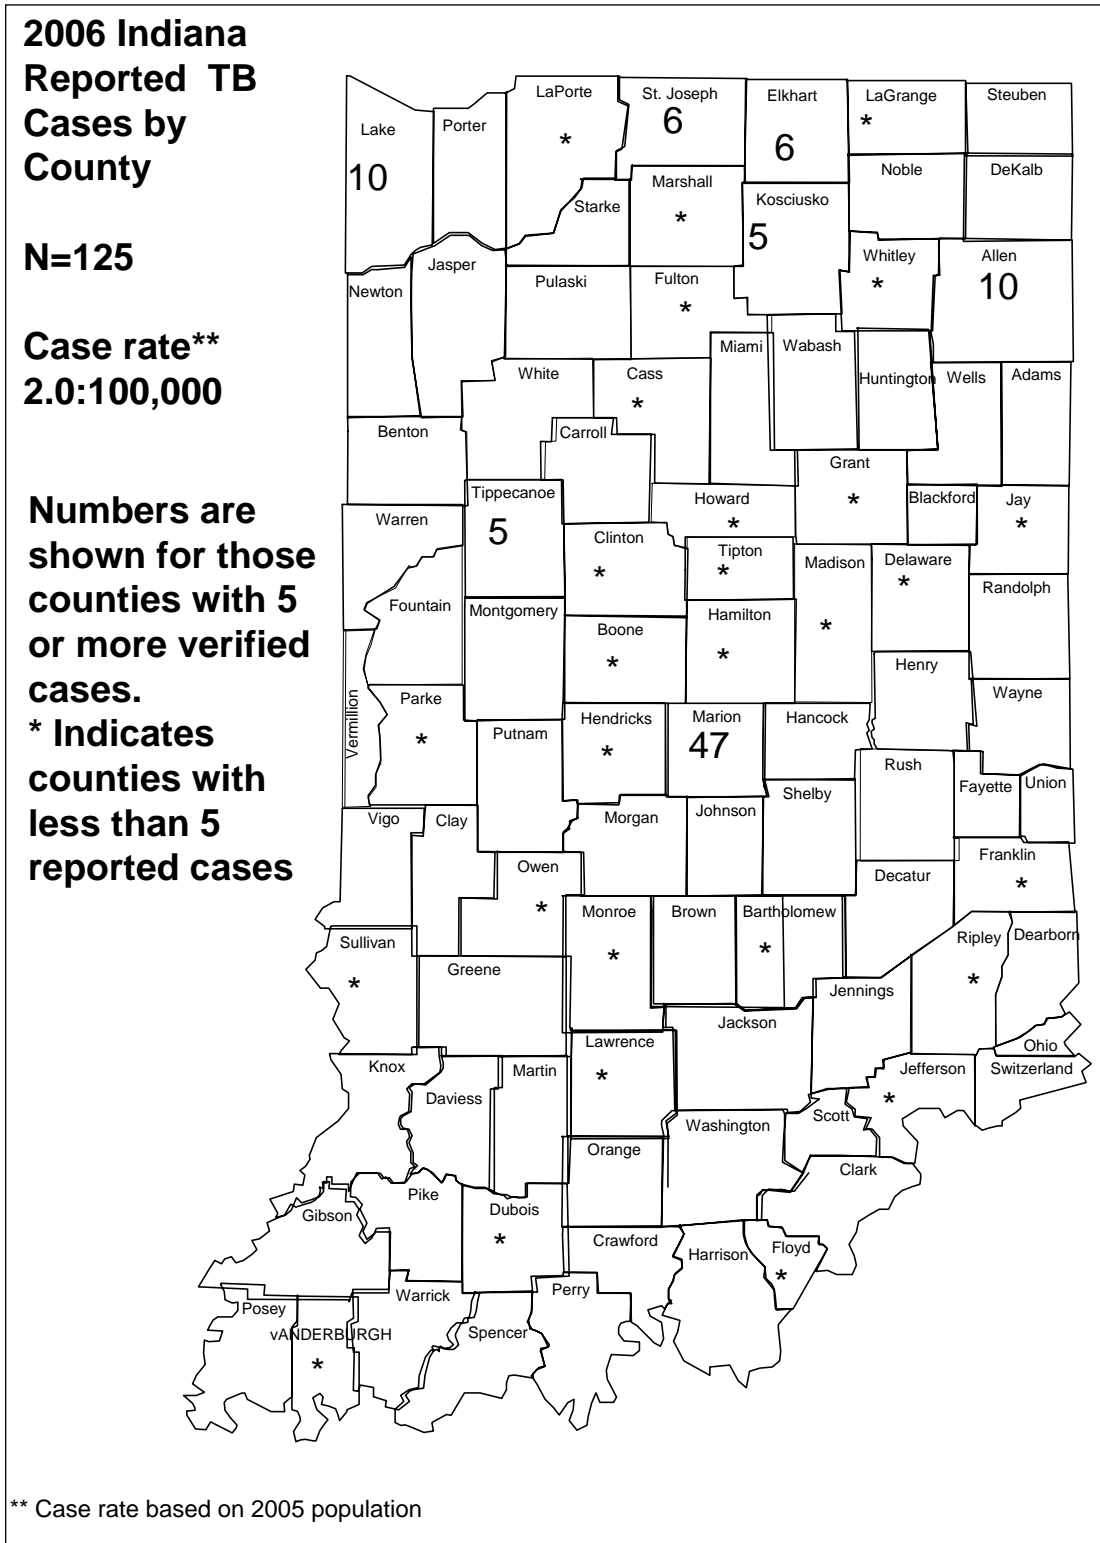 2006 Indiana
Reported TB
Cases by
County
N=125
Case rate**
2.0:100,000
Numbers are
shown for those
counties with 5
or more verified
cases.
* Indicates
counties with
less than 5
reported cases
LaPorte
*
St. Joseph
6
Elkhart
6
LaGrange
*
Steuben
Lake
10
Porter
Noble
DeKalb
Marshall
*
Kosciusko
5
Starke
Whitley
*
Allen
10
Jasper
Newton
Pulaski
Fulton
*
Miami
Wabash
Huntington
Wells
Adams
White
Cass
*
Benton
Carroll
Grant
*
Tippecanoe
5
Howard
*
Blackford
Jay
*
Warren
Clinton
*
Tipton
*
Madison
*
Delaware
*
Randolph
Fountain
Montgomery
Boone
*
Hamilton
*
Henry
Wayne
Vermillion
Parke
*
Putnam
Hendricks
*
Marion
47
Hancock
Rush
Fayette
Union
Shelby
Vigo
Clay
Morgan
Johnson
Franklin
*
Owen
*
Decatur
Monroe
*
Brown
Bartholomew
*
Sullivan
*
Greene
Ripley
*
Dearborn
Jennings
Jackson
Lawrence
*
Ohio
Knox
Martin
Jefferson
*
Switzerland
Daviess
Scott
Washington
Orange
Clark
Pike
Dubois
*
Gibson
Crawford
Harrison
Floyd
*
Posey
Warrick
Perry
vANDERBURGH
*
Spencer
** Case rate based on 2005 population